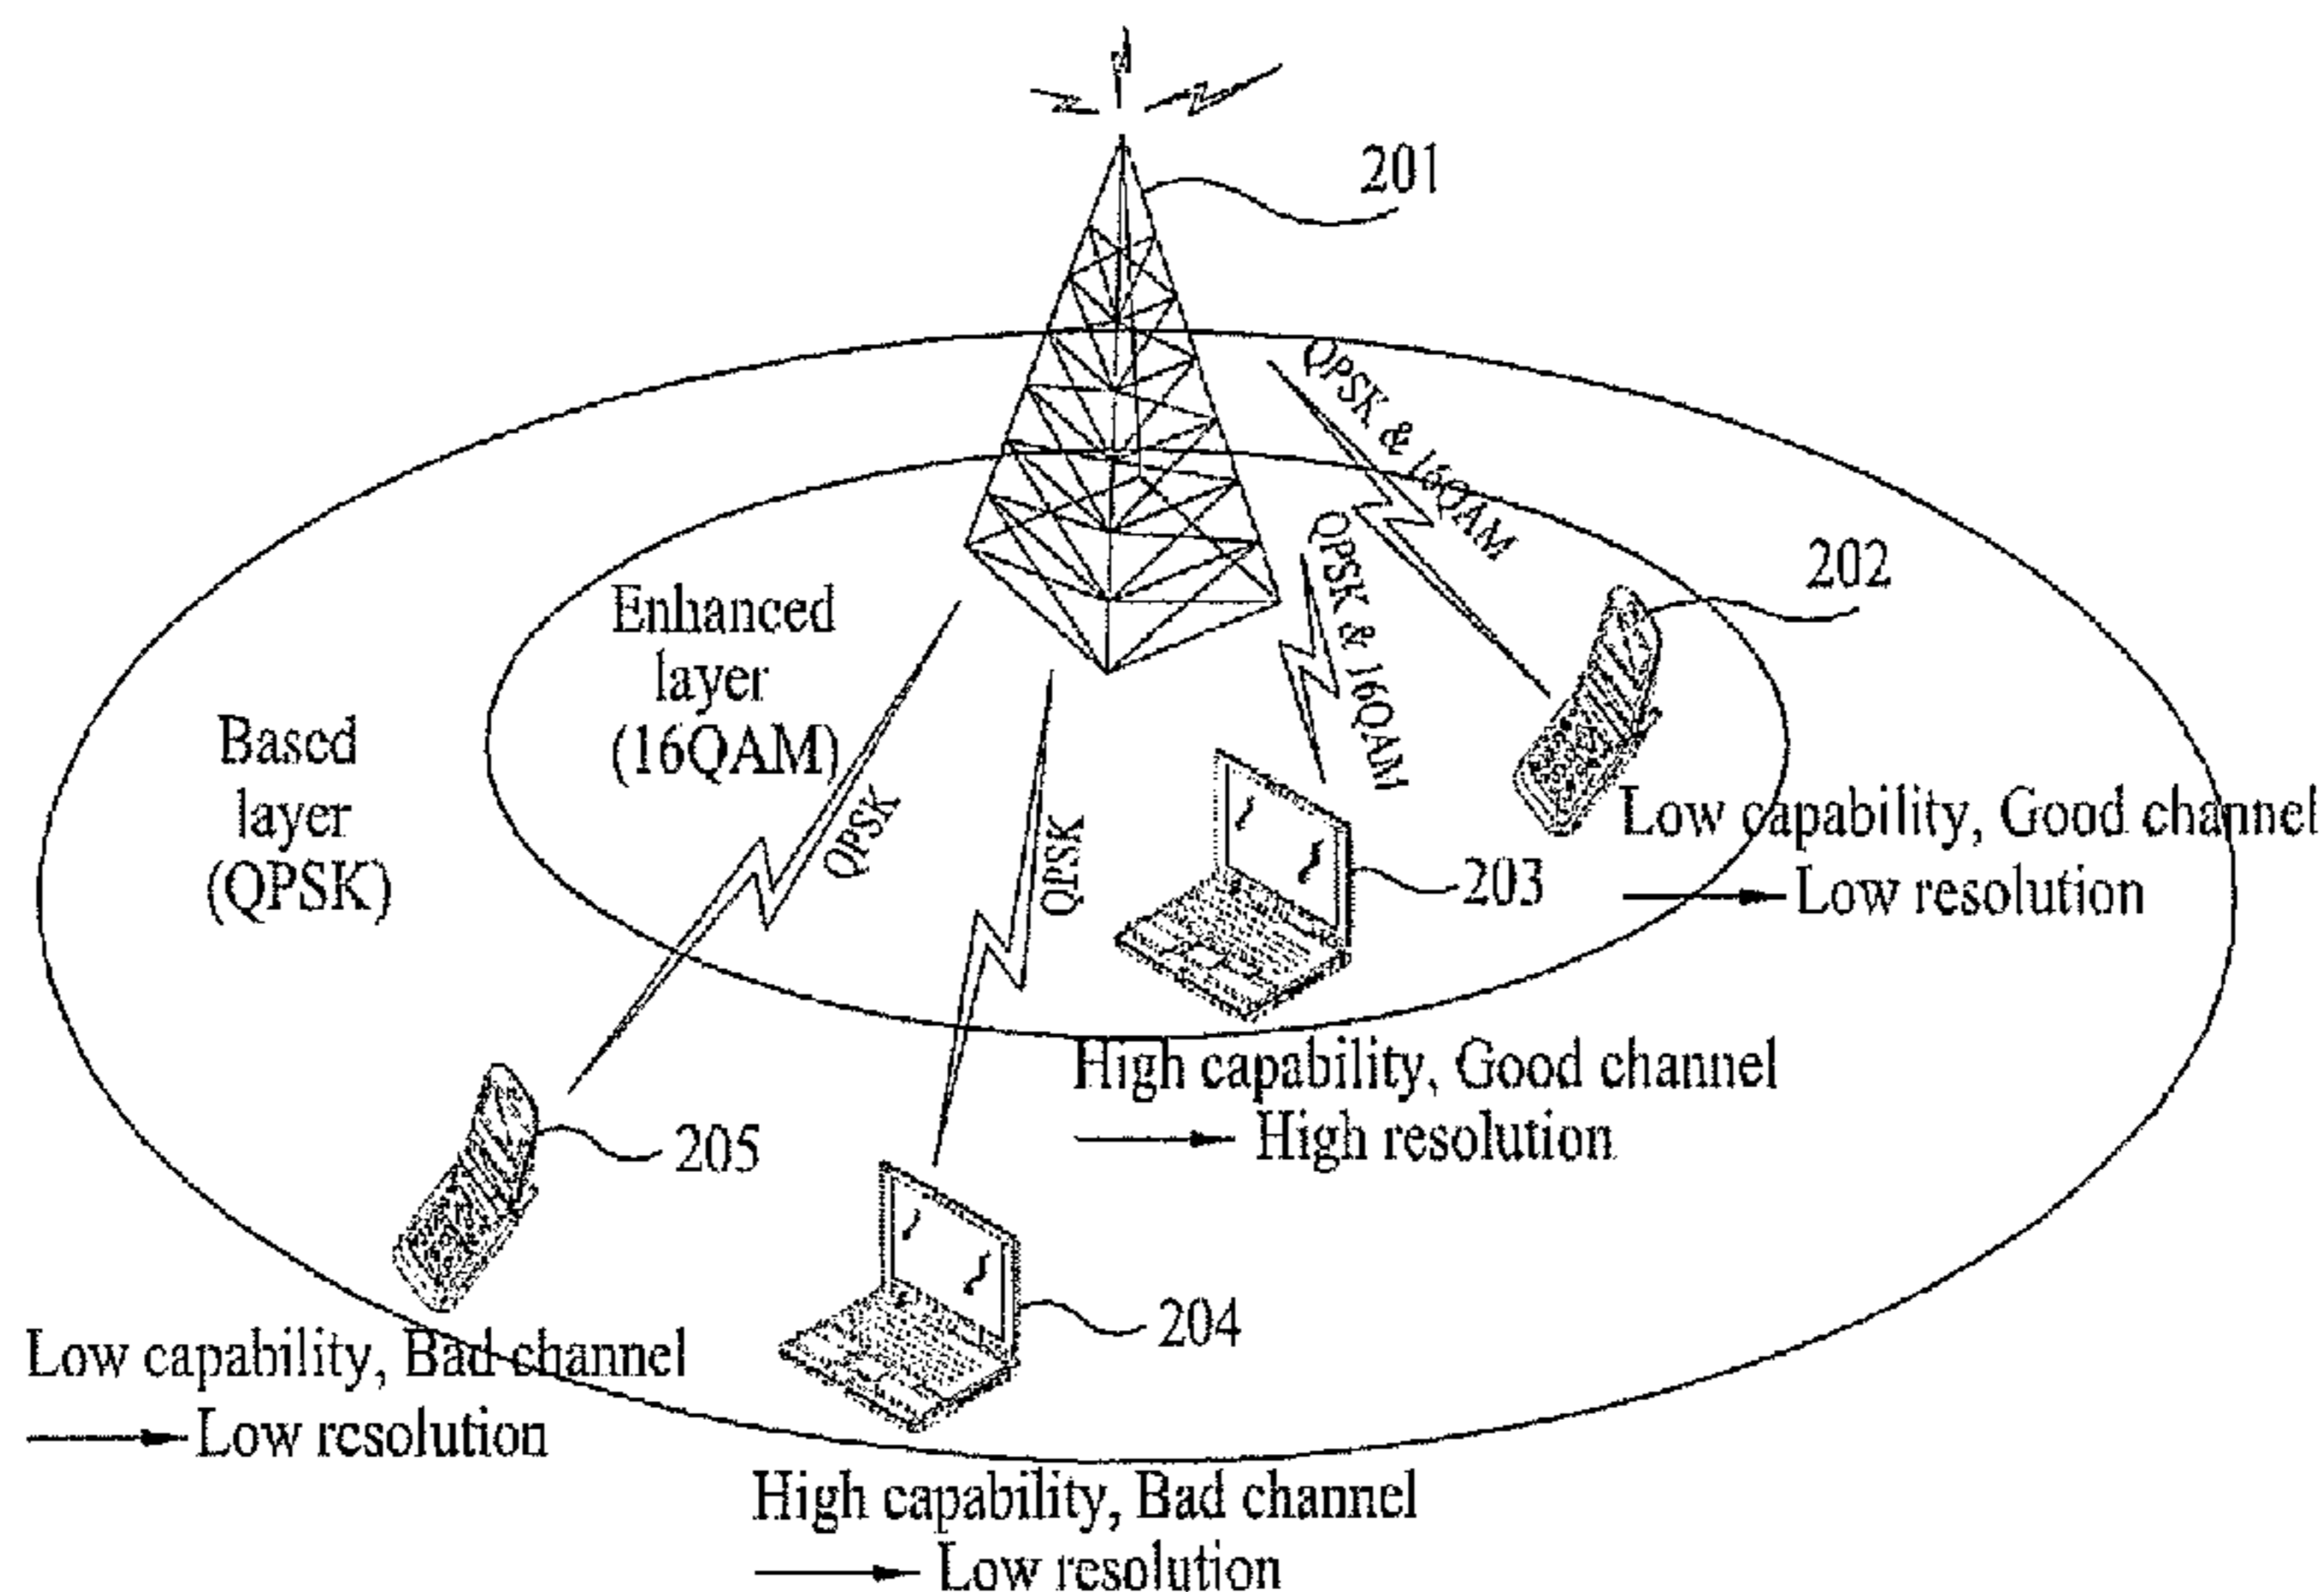 201
QPSK & 16QAM
202
QPSK & 16QAM
Enhanced
layer
(16QAM)
Based
layer
(QPSK)
QPSK
QPSK
203
Low capability, Good channel
Low resolution
High capability, Good channel
High resolution
205
204
Low capability, Bad channel
Low resolution
High capability, Bad channel
Low resolution